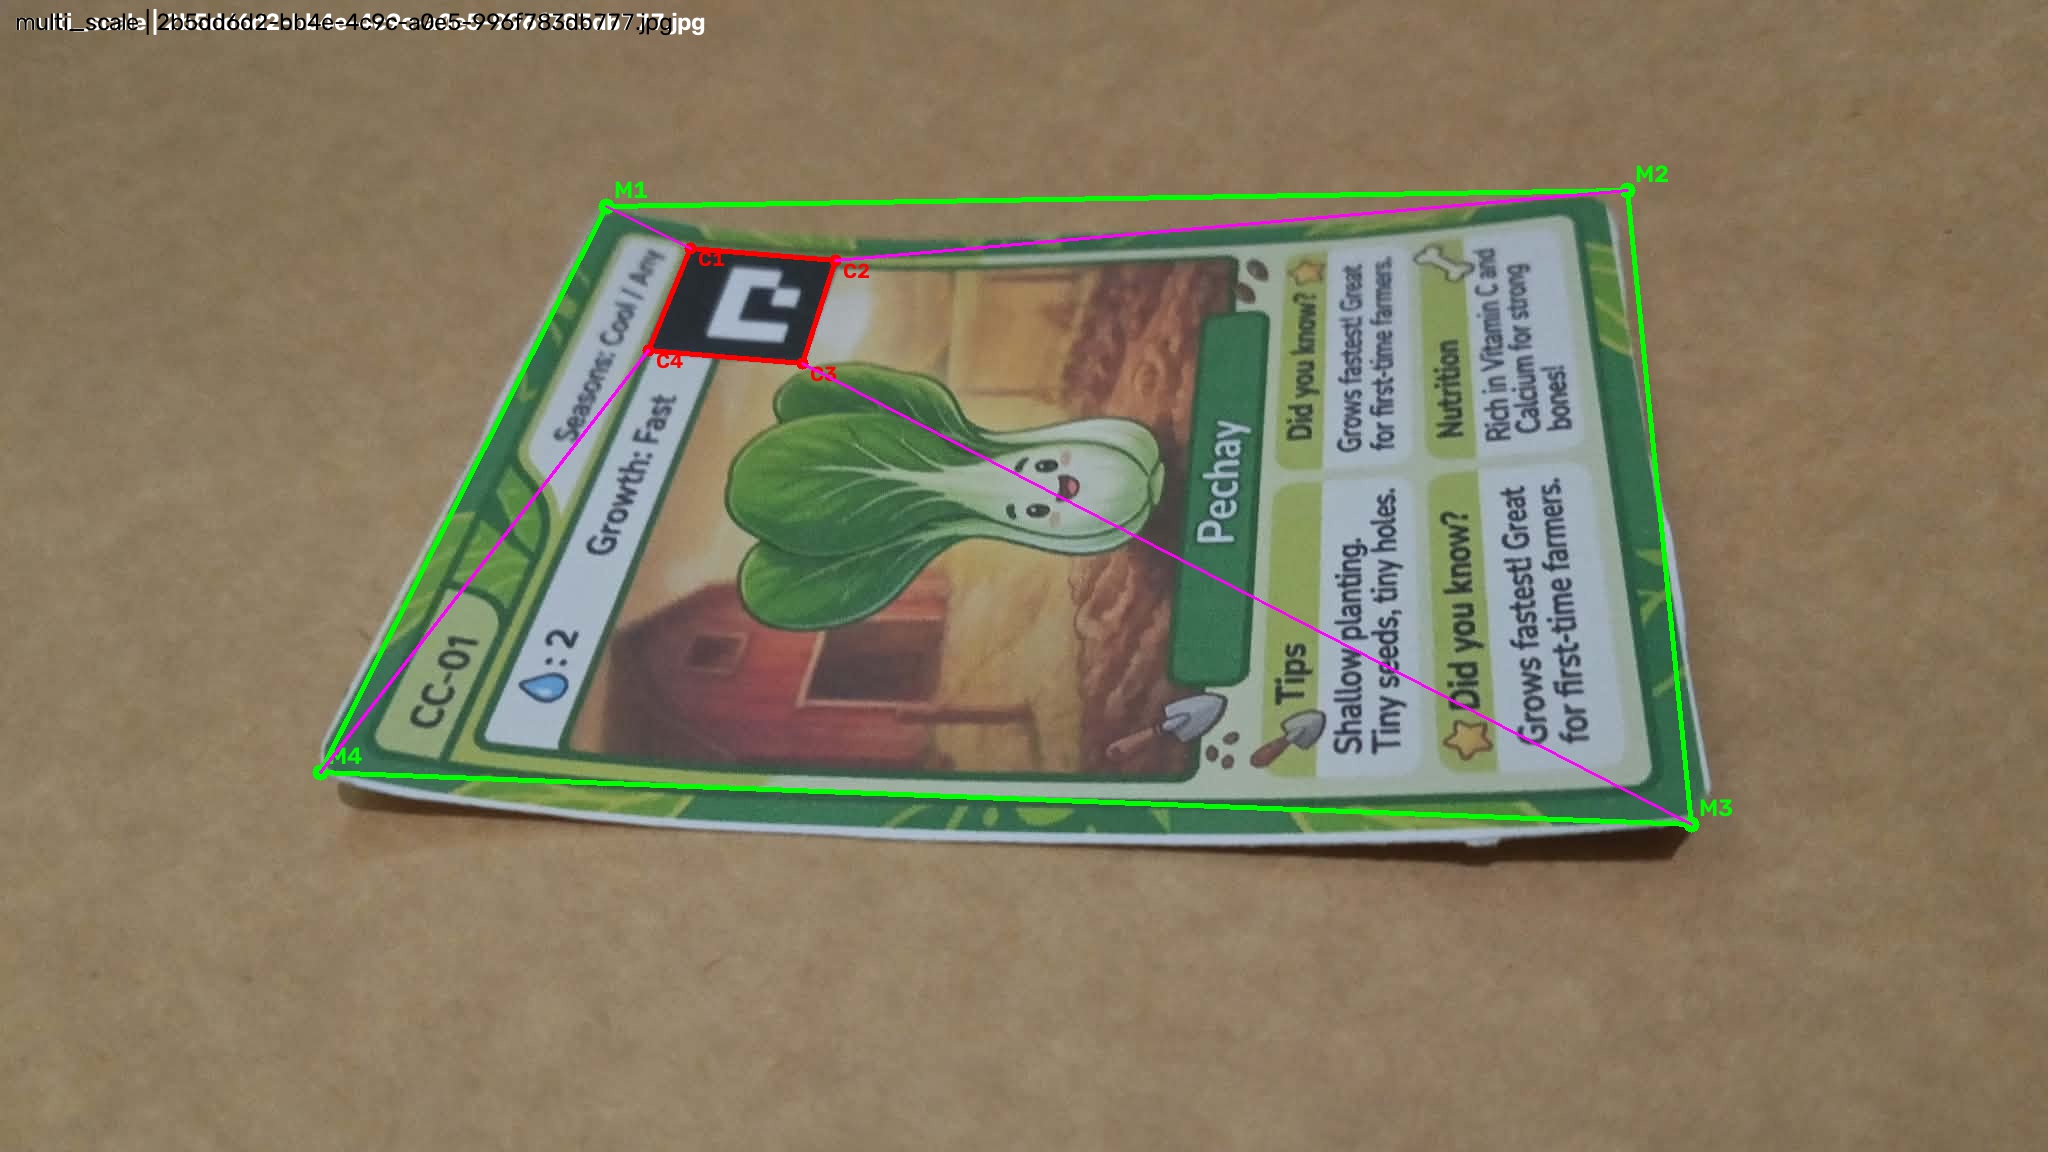 multi_scale | 2b5dd6d2-bb4e-4c9c-a0e5-996f783db777.jpg
M1
M2
M3
M4
C1
C2
C3
C4
CC-01
Seasons: Cool / Any
: 2
Growth: Fast
Pechay
Tips
Shallow planting.
Tiny seeds, tiny holes.
Did you know?
Grows fastest! Great
for first-time farmers.
Did you know?
Grows fastest! Great
for first-time farmers.
Nutrition
Rich in Vitamin C and
Calcium for strong
bones!